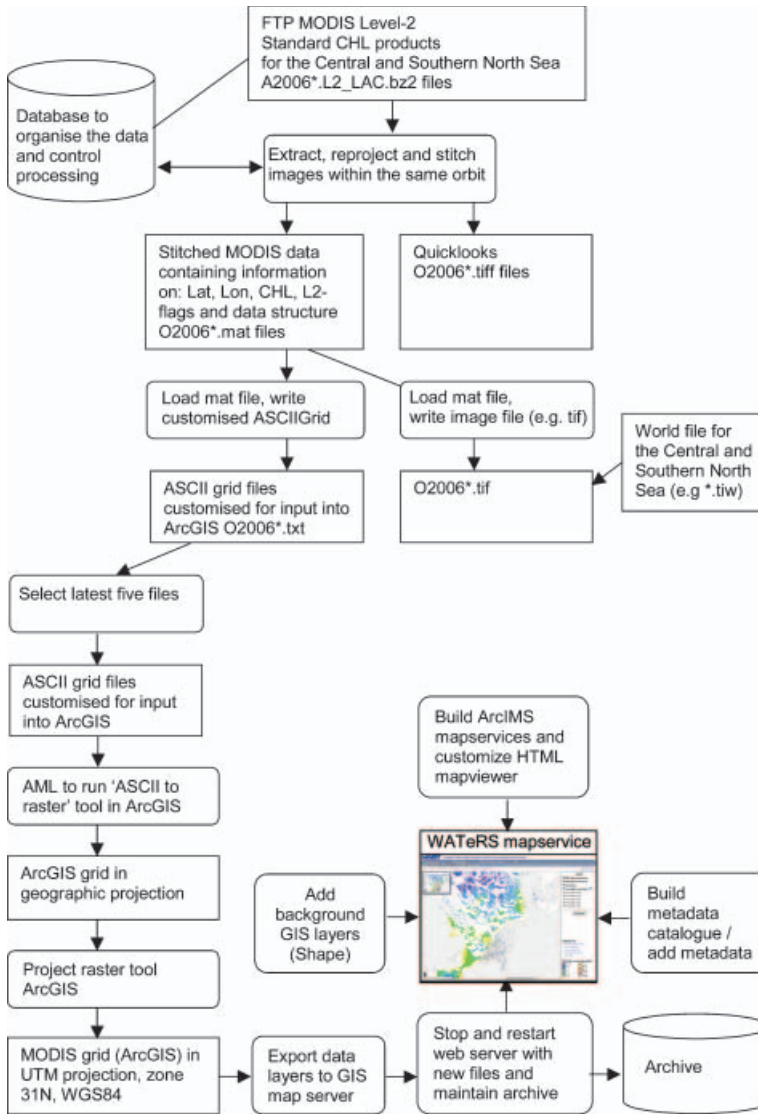 FTP MODIS Level-2
Standard CHL products
for the Central and Southern North Sea
A2006*.L2_LAC.bz2 files
Database to
organise the data
and control
processing
Extract, reproject and stitch
images within the same orbit
Stitched MODIS data
containing information
on: Lat, Lon, CHL, L2-
flags and data structure
O2006*.mat files
Quicklooks
O2006*.tiff files
Load mat file, write
customised ASCIIGrid
Load mat file,
write image file (e.g. tif)
World file for
the Central and
Southern North
Sea (e.g *.tiw)
ASCII grid files
customised for input into
ArcGIS O2006*.txt
O2006*.tif
Select latest five files
ASCII grid files
customised for input
into ArcGIS
Build ArcIMS
mapservices and
customize HTML
mapviewer
AML to run ‘ASCII to
raster’ tool in ArcGIS
WATeRS mapservice
ArcGIS grid in
geographic projection
Add
background
GIS layers
(Shape)
Build
metadata
catalogue /
add metadata
Project raster tool
ArcGIS
MODIS grid (ArcGIS) in
UTM projection, zone
31N, WGS84
Export data
layers to GIS
map server
Stop and restart
web server with
new files and
maintain archive
Archive